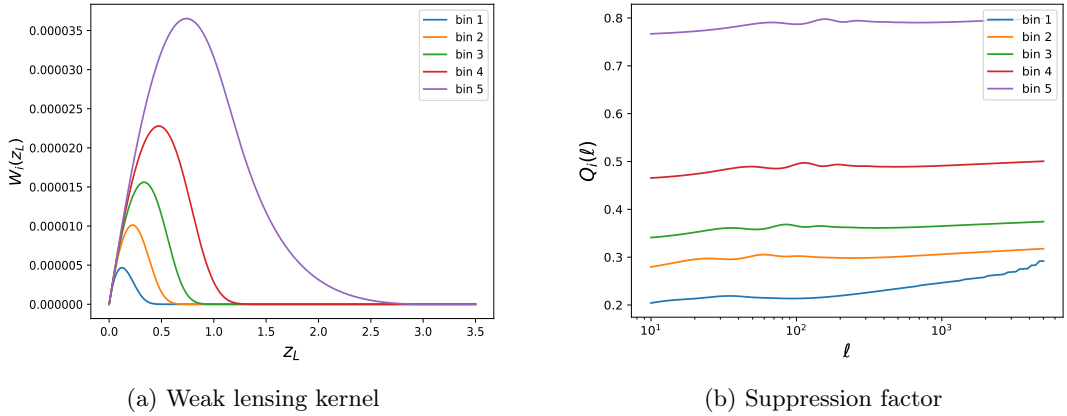 0.000035
0.000030
0.000025
0.000020
0.000015
0.000010
0.000005
0.000000
W_i(z_L)
0.0 0.5 1.0 1.5 2.0 2.5 3.0 3.5
z_L
bin 1
bin 2
bin 3
bin 4
bin 5
(a) Weak lensing kernel
0.8
0.7
0.6
0.5
0.4
0.3
0.2
Q_i(ℓ)
10^1 10^2 10^3
ℓ
bin 1
bin 2
bin 3
bin 4
bin 5
(b) Suppression factor